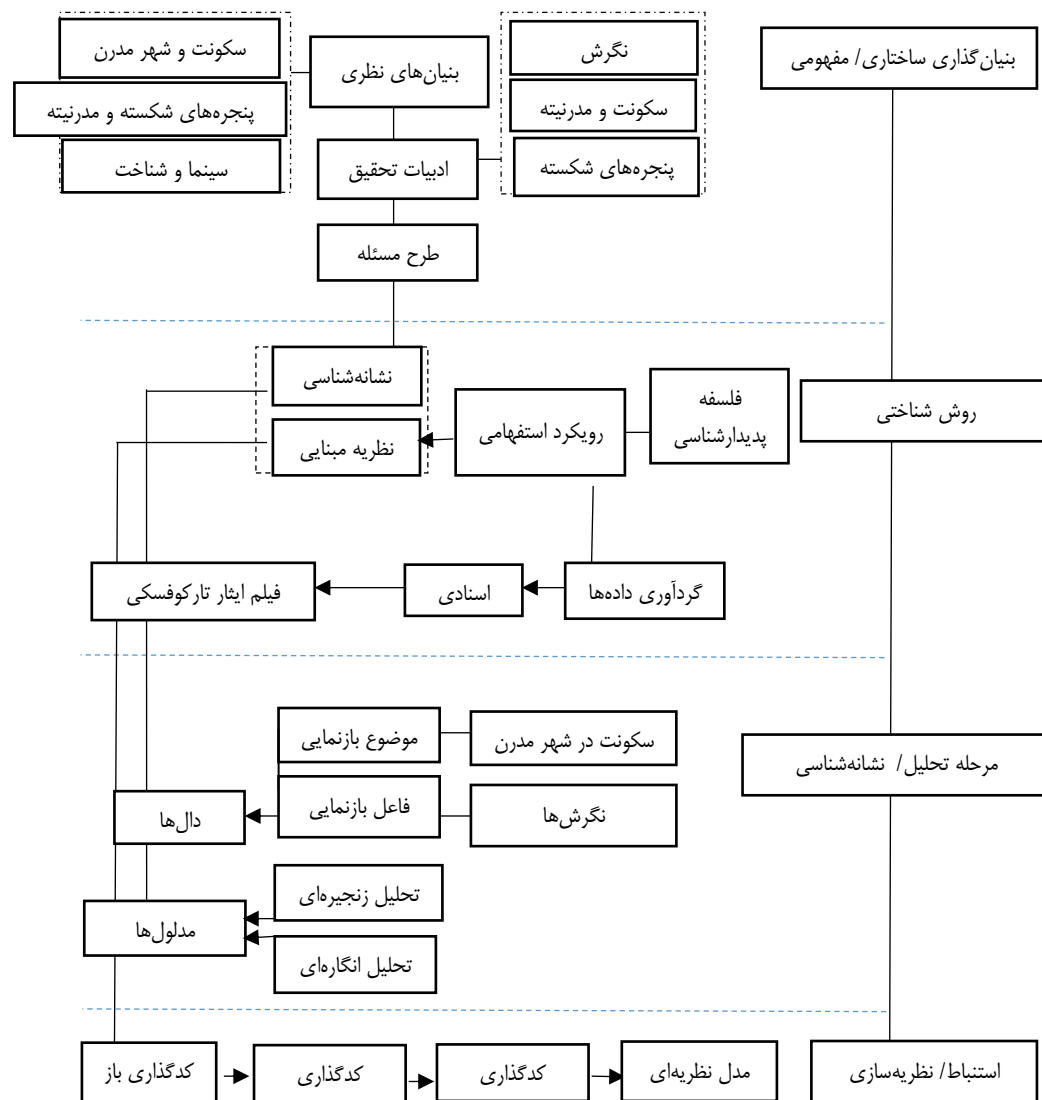 بنیان‌گذاری ساختاری/ مفهومی
نگرش
سکونت و مدرنیته
پنجره‌های شکسته
بنیان‌های نظری
ادبیات تحقیق
طرح مسئله
سکونت و شهر مدرن
پنجره‌های شکسته و مدرنیته
سینما و شناخت
روش شناختی
فلسفه
پدیدارشناسی
رویکرد استفهامی
نشانه‌شناسی
نظریه مبنایی
گردآوری داده‌ها
اسنادی
فیلم ایثار تارکوفسکی
مرحله تحلیل/ نشانه‌شناسی
سکونت در شهر مدرن
موضوع بازنمایی
نگرش‌ها
فاعل بازنمایی
دال‌ها
تحلیل زنجیره‌ای
مدلول‌ها
تحلیل انگاره‌ای
استنباط/ نظریه‌سازی
کدگذاری باز
کدگذاری
کدگذاری
مدل نظریه‌ای